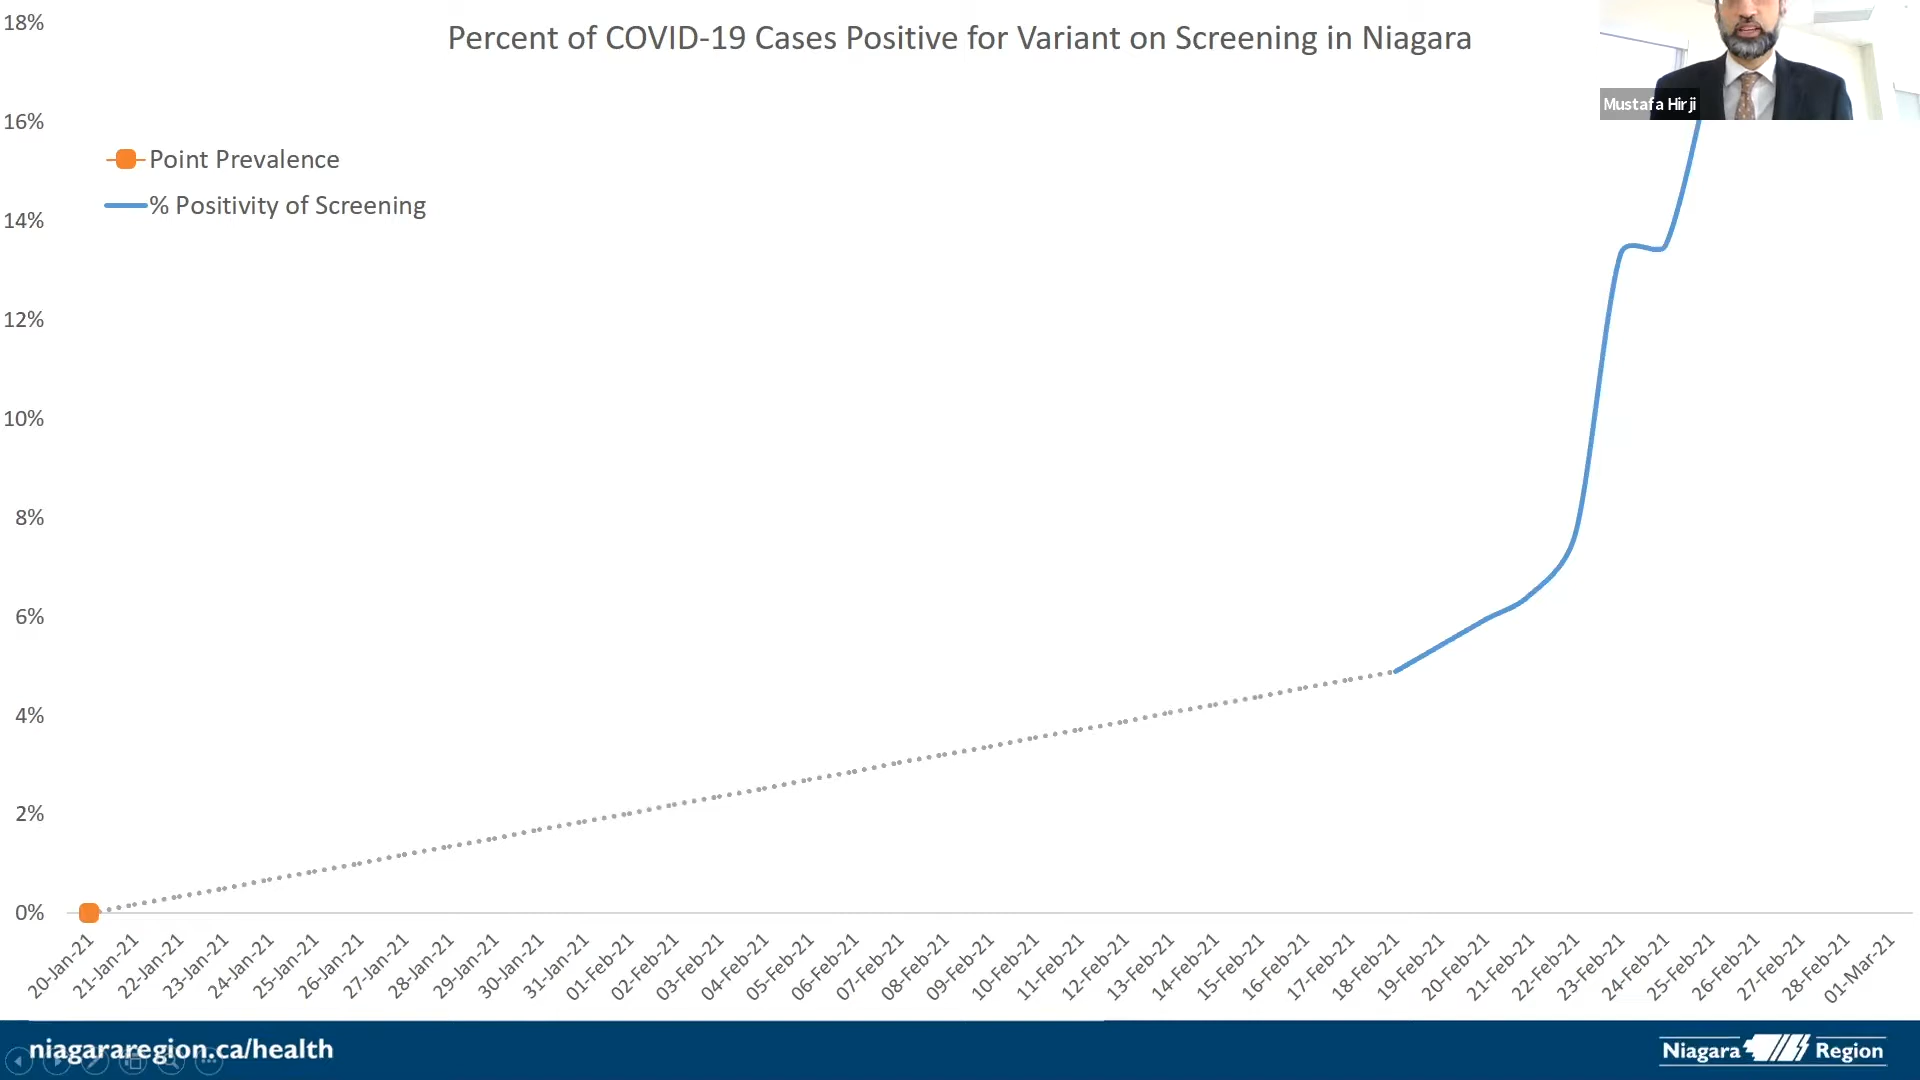 Percent of COVID-19 Cases Positive for Variant on Screening in Niagara
Mustafa Hirji
18%
16%
14%
12%
10%
8%
6%
4%
2%
0%
Point Prevalence
% Positivity of Screening
20-Jan-21
21-Jan-21
22-Jan-21
23-Jan-21
24-Jan-21
25-Jan-21
26-Jan-21
27-Jan-21
28-Jan-21
29-Jan-21
30-Jan-21
31-Jan-21
01-Feb-21
02-Feb-21
03-Feb-21
04-Feb-21
05-Feb-21
06-Feb-21
07-Feb-21
08-Feb-21
09-Feb-21
10-Feb-21
11-Feb-21
12-Feb-21
13-Feb-21
14-Feb-21
15-Feb-21
16-Feb-21
17-Feb-21
18-Feb-21
19-Feb-21
20-Feb-21
21-Feb-21
22-Feb-21
23-Feb-21
24-Feb-21
25-Feb-21
26-Feb-21
27-Feb-21
28-Feb-21
01-Mar-21
niagararegion.ca/health
Niagara Region